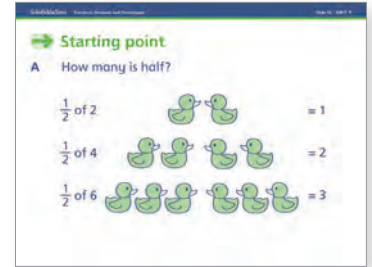 Starting point
A How many is half?
1/2 of 2 = 1
1/2 of 4 = 2
1/2 of 6 = 3